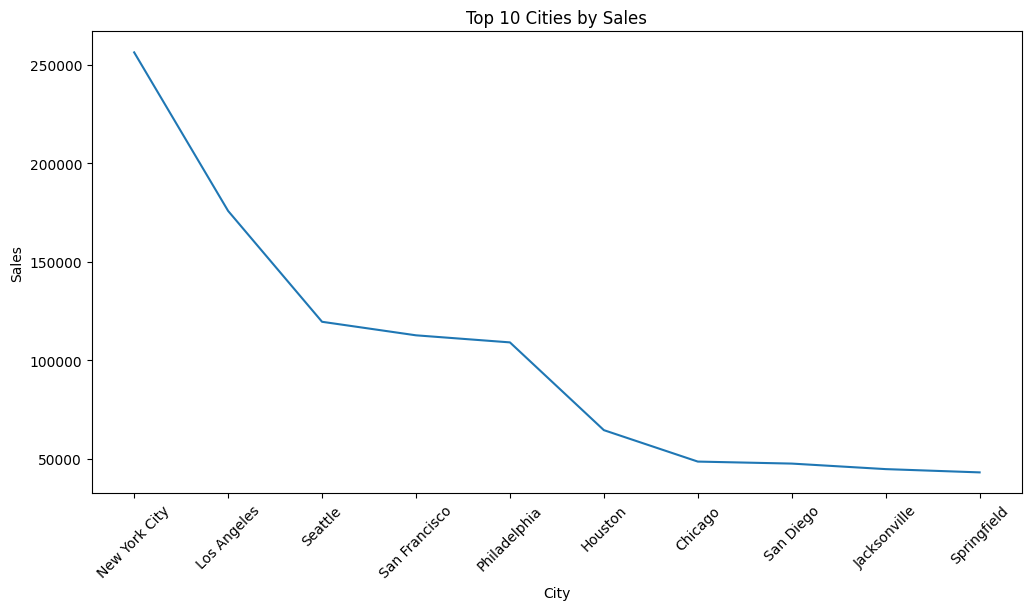 Top 10 Cities by Sales
250000
200000
150000
100000
50000
Sales
New York City
Los Angeles
Seattle
San Francisco
Philadelphia
Houston
Chicago
San Diego
Jacksonville
Springfield
City